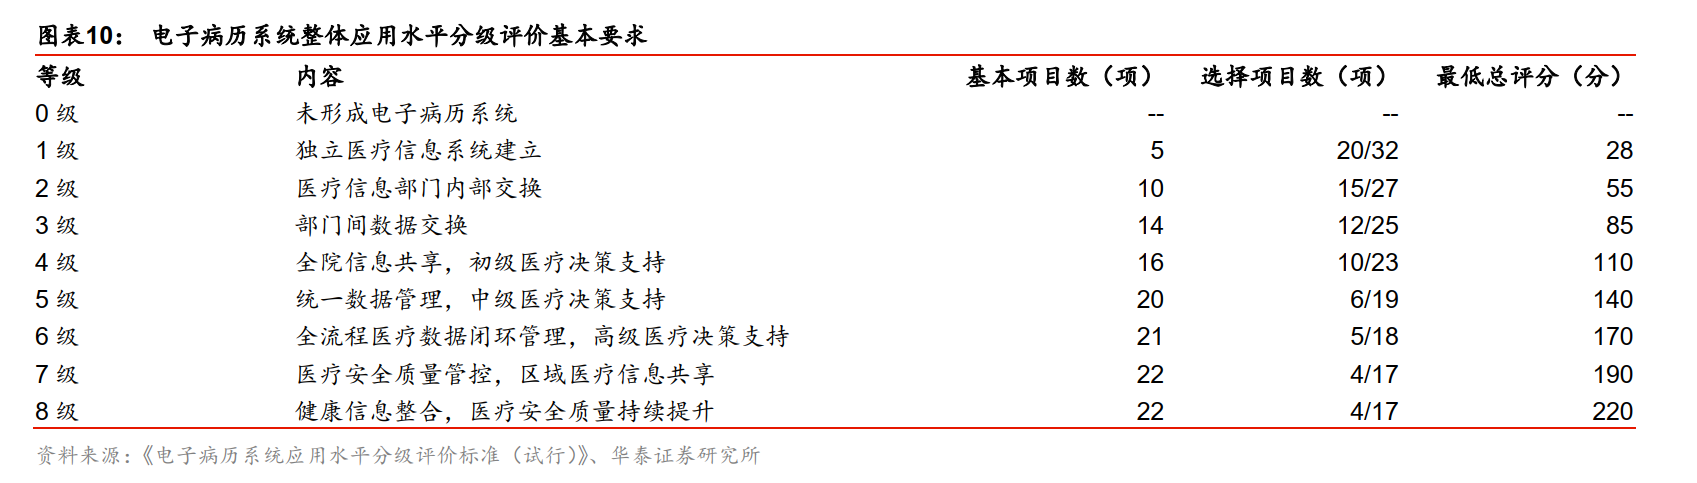 图表10： 电子病历系统整体应用水平分级评价基本要求
等级 内容 基本项目数（项） 选择项目数（项） 最低总评分（分）
0 级 未形成电子病历系统 -- -- --
1 级 独立医疗信息系统建立 5 20/32 28
2 级 医疗信息部门内部交换 10 15/27 55
3 级 部门间数据交换 14 12/25 85
4 级 全院信息共享，初级医疗决策支持 16 10/23 110
5 级 统一数据管理，中级医疗决策支持 20 6/19 140
6 级 全流程医疗数据闭环管理，高级医疗决策支持 21 5/18 170
7 级 医疗安全质量管控，区域医疗信息共享 22 4/17 190
8 级 健康信息整合，医疗安全质量持续提升 22 4/17 220
资料来源：《电子病历系统应用水平分级评价标准（试行）》、华泰证券研究所